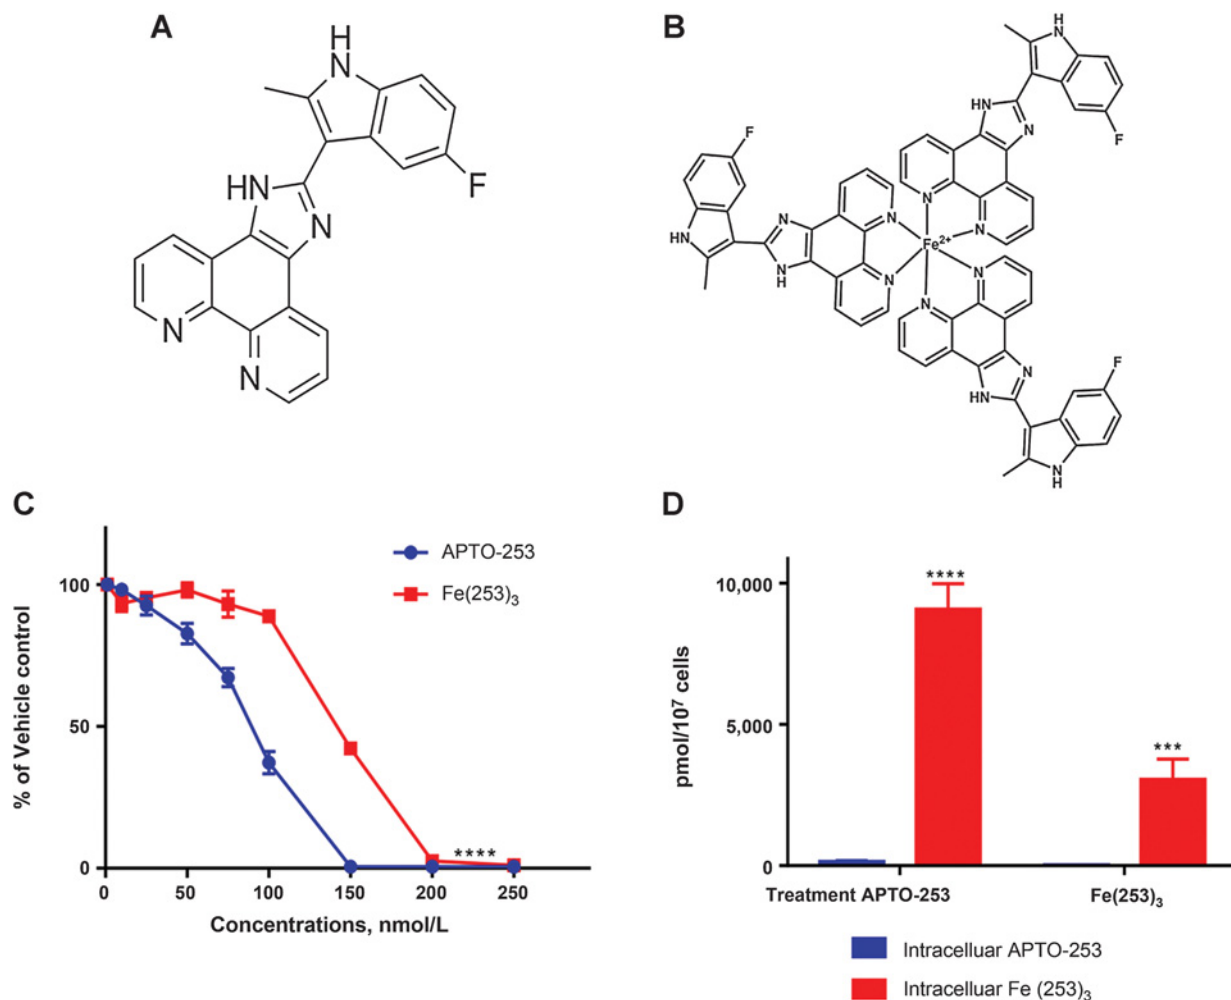 A
H
N
F
HN
N
N
N
B
H
N
HN
N
F
F
N
N
N
HN
N
H
N
Fe2+
N
N
N
F
N
HN
N
H
C
APTO-253
Fe(253)3
% of Vehicle control
100
50
0
****
0 50 100 150 200 250
Concentrations, nmol/L
D
pmol/10⁷ cells
10,000
5,000
0
****
***
Treatment APTO-253 Fe(253)3
Intracelluar APTO-253
Intracelluar Fe (253)3